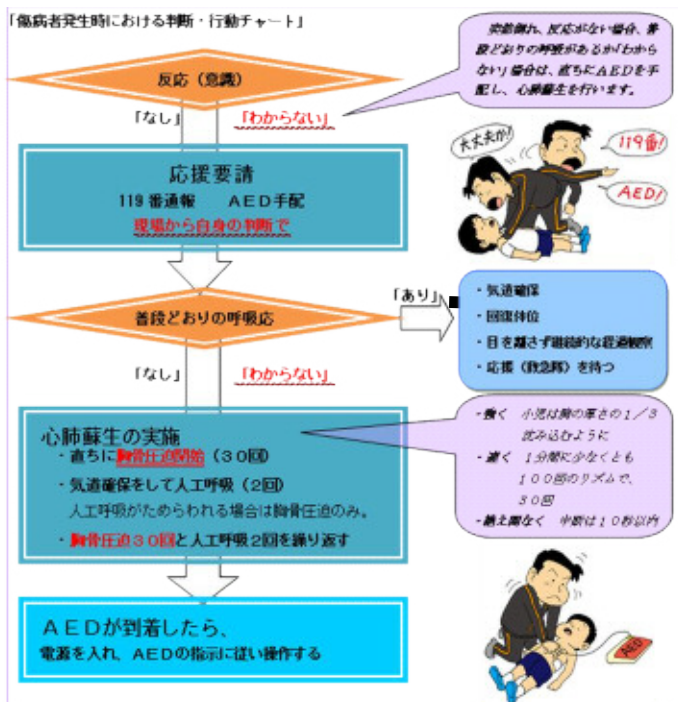 「傷病者発生時における判断・行動チャート」
突然倒れ、反応がない場合、普
段どおりの呼吸があるか「わから
ない」場合は、直ちにAEDを手
配し、心肺蘇生を行います。
反応（意識）
「なし」 「わからない」
応援要請
119番通報 AED手配
現場から自身の判断で
大丈夫か!
119番!
AED!
普段どおりの呼吸応
「あり」
・気道確保
・回復体位
・目を離さず継続的な経過観察
・応援（救急隊）を待つ
「なし」 「わからない」
心肺蘇生の実施
・直ちに胸骨圧迫開始（30回）
・気道確保をして人工呼吸（2回）
人工呼吸がためらわれる場合は胸骨圧迫のみ。
・胸骨圧迫30回と人工呼吸2回を繰り返す
・強く 小児は胸の厚さの1／3
沈み込むように
・速く 1分間に少なくとも
100回のリズムで、
30回
・絶え間なく 中断は10秒以内
AEDが到着したら、
電源を入れ、AEDの指示に従い操作する
AED